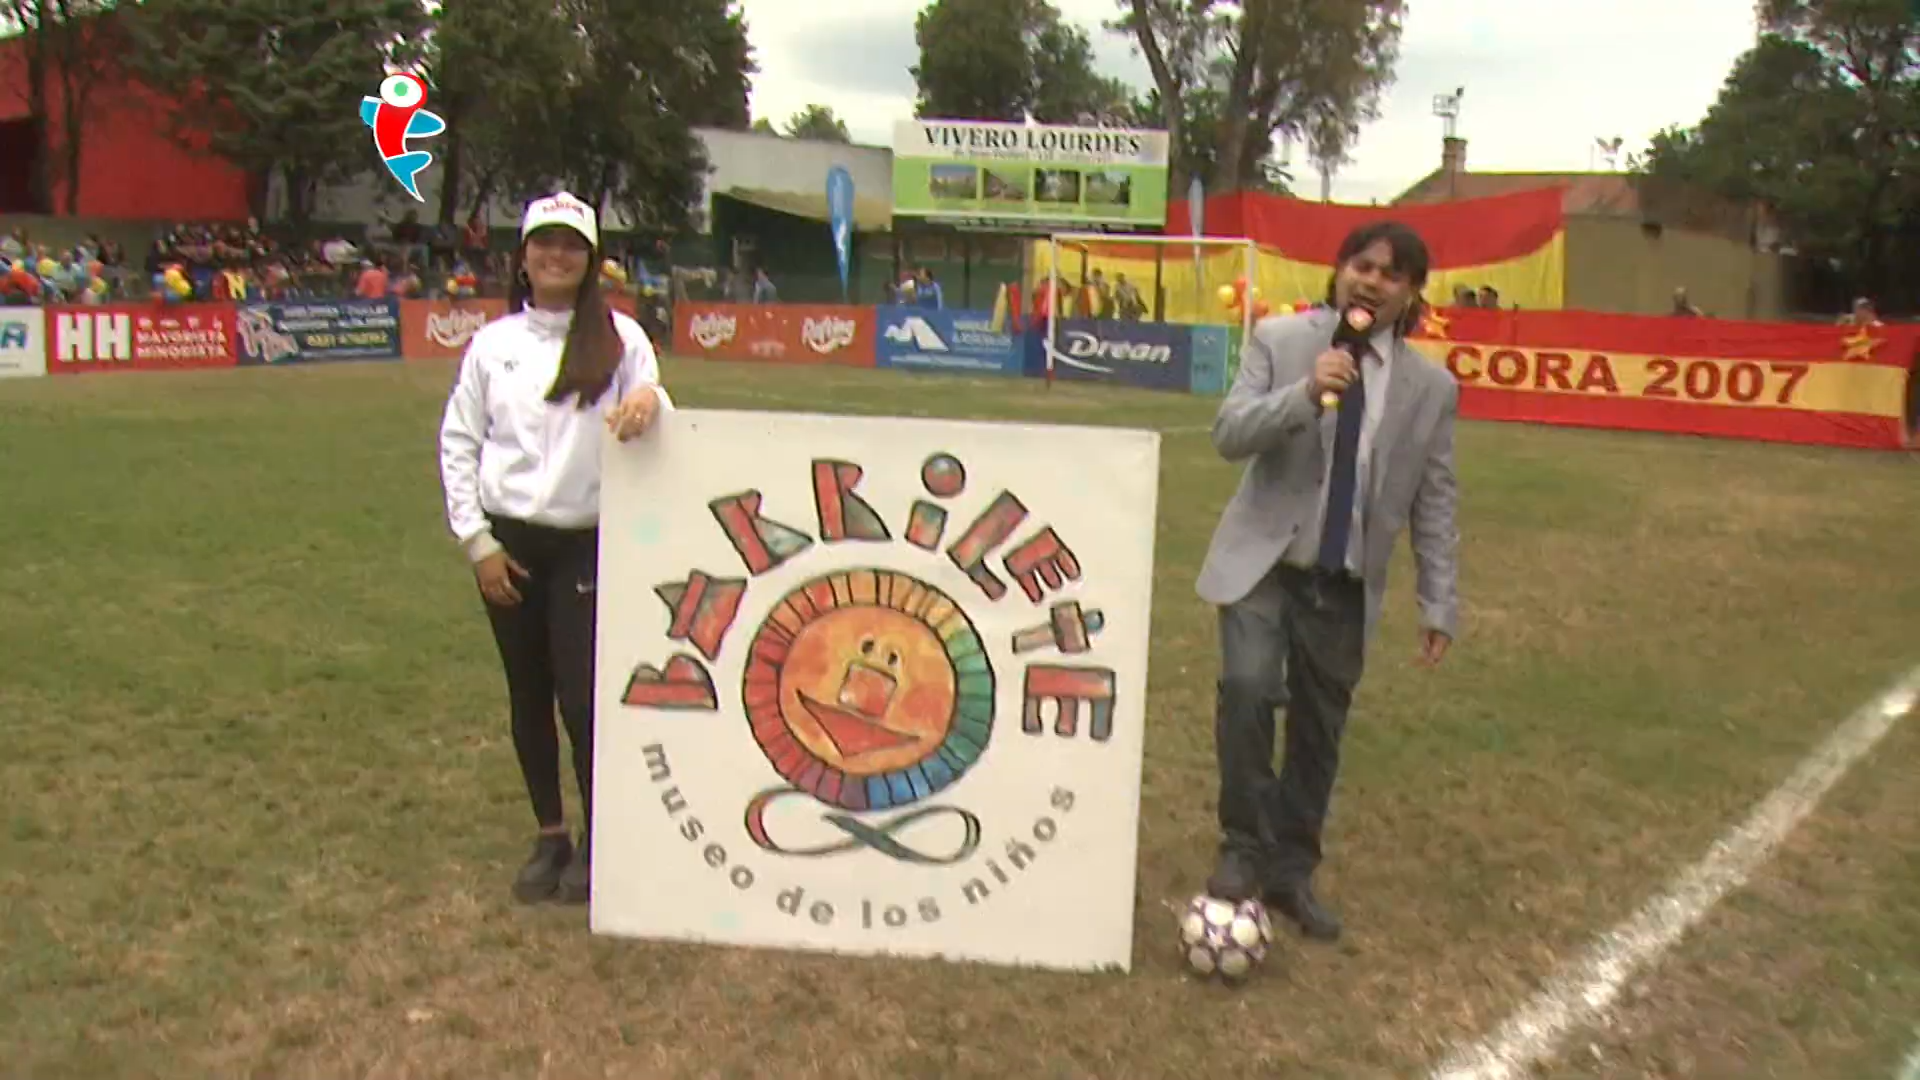 VIVERO LOURDES
HH MAYORISTA
MINORISTA
Rafting
Rafting
Rafting
Drean
CORA 2007
BARRiLETE
museo de los niños